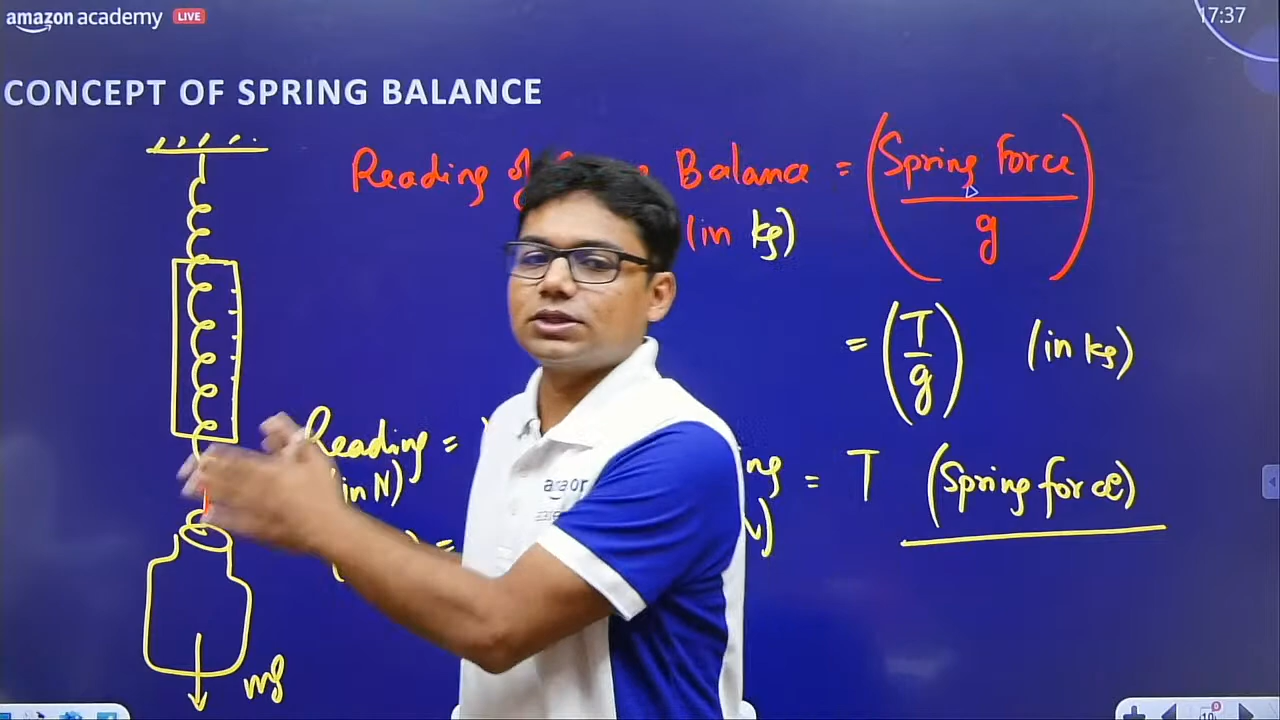 amazon academy LIVE
17:37
CONCEPT OF SPRING BALANCE
Reading of Balance = (Spring Force / g)
(in kg)
= (T / g) (in kg)
Reading =
(in N)
= T (Spring force)
mg